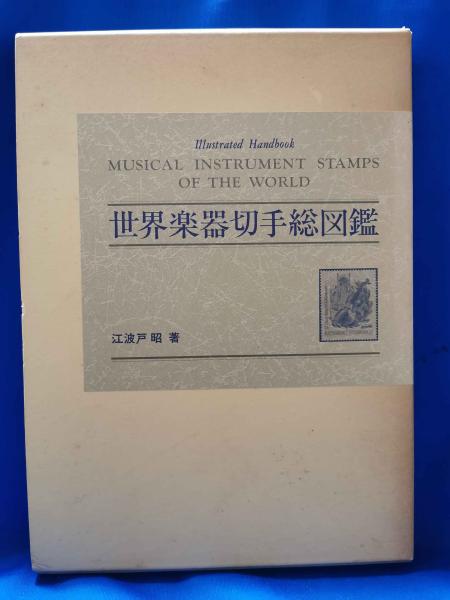 Illustrated Handbook
MUSICAL INSTRUMENT STAMPS
OF THE WORLD
世界楽器切手総図鑑
江波戸昭 著